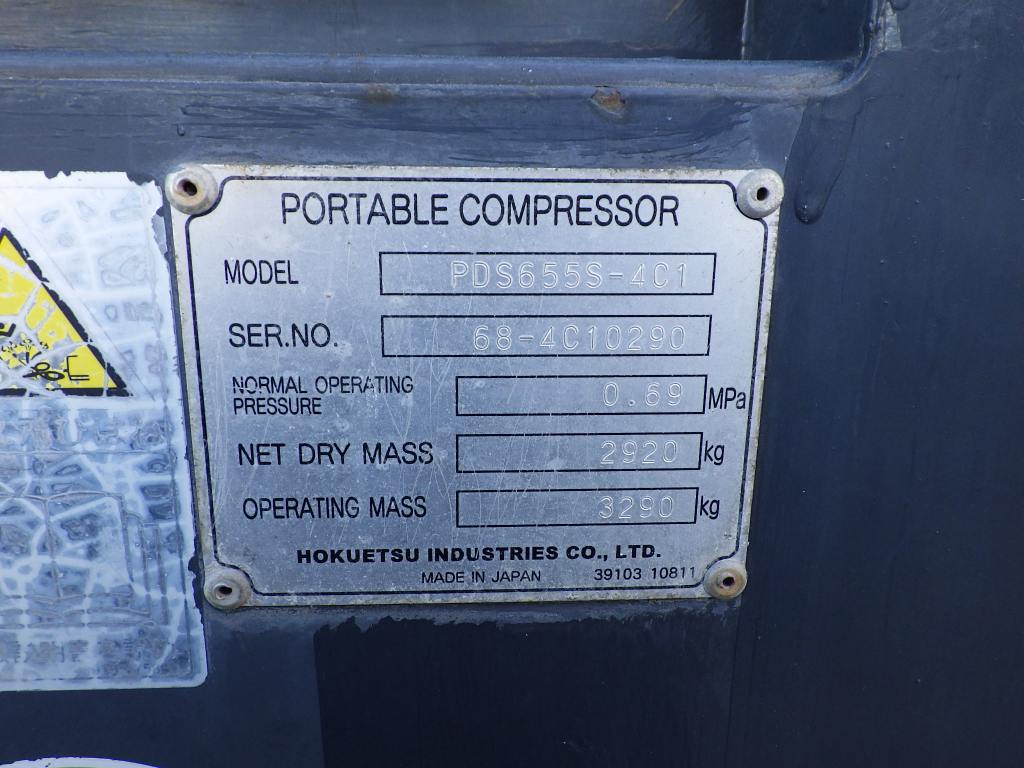 PORTABLE COMPRESSOR
MODEL PDS655S-4C1
SER.NO. 68-4C10290
NORMAL OPERATING
PRESSURE 0.69 MPa
NET DRY MASS 2920 kg
OPERATING MASS 3290 kg
HOKUETSU INDUSTRIES CO., LTD.
MADE IN JAPAN 39103 10811